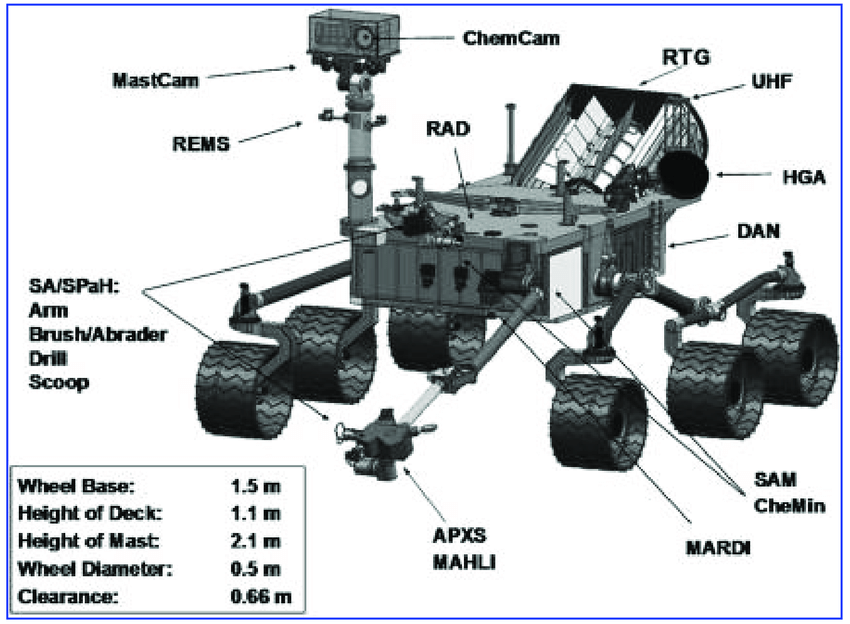 ChemCam
MastCam
RTG
UHF
REMS
RAD
HGA
DAN
SA/SPaH:
Arm
Brush/Abrader
Drill
Scoop
SAM
CheMin
APXS
MAHLI
MARDI
Wheel Base: 1.5 m
Height of Deck: 1.1 m
Height of Mast: 2.1 m
Wheel Diameter: 0.5 m
Clearance: 0.66 m